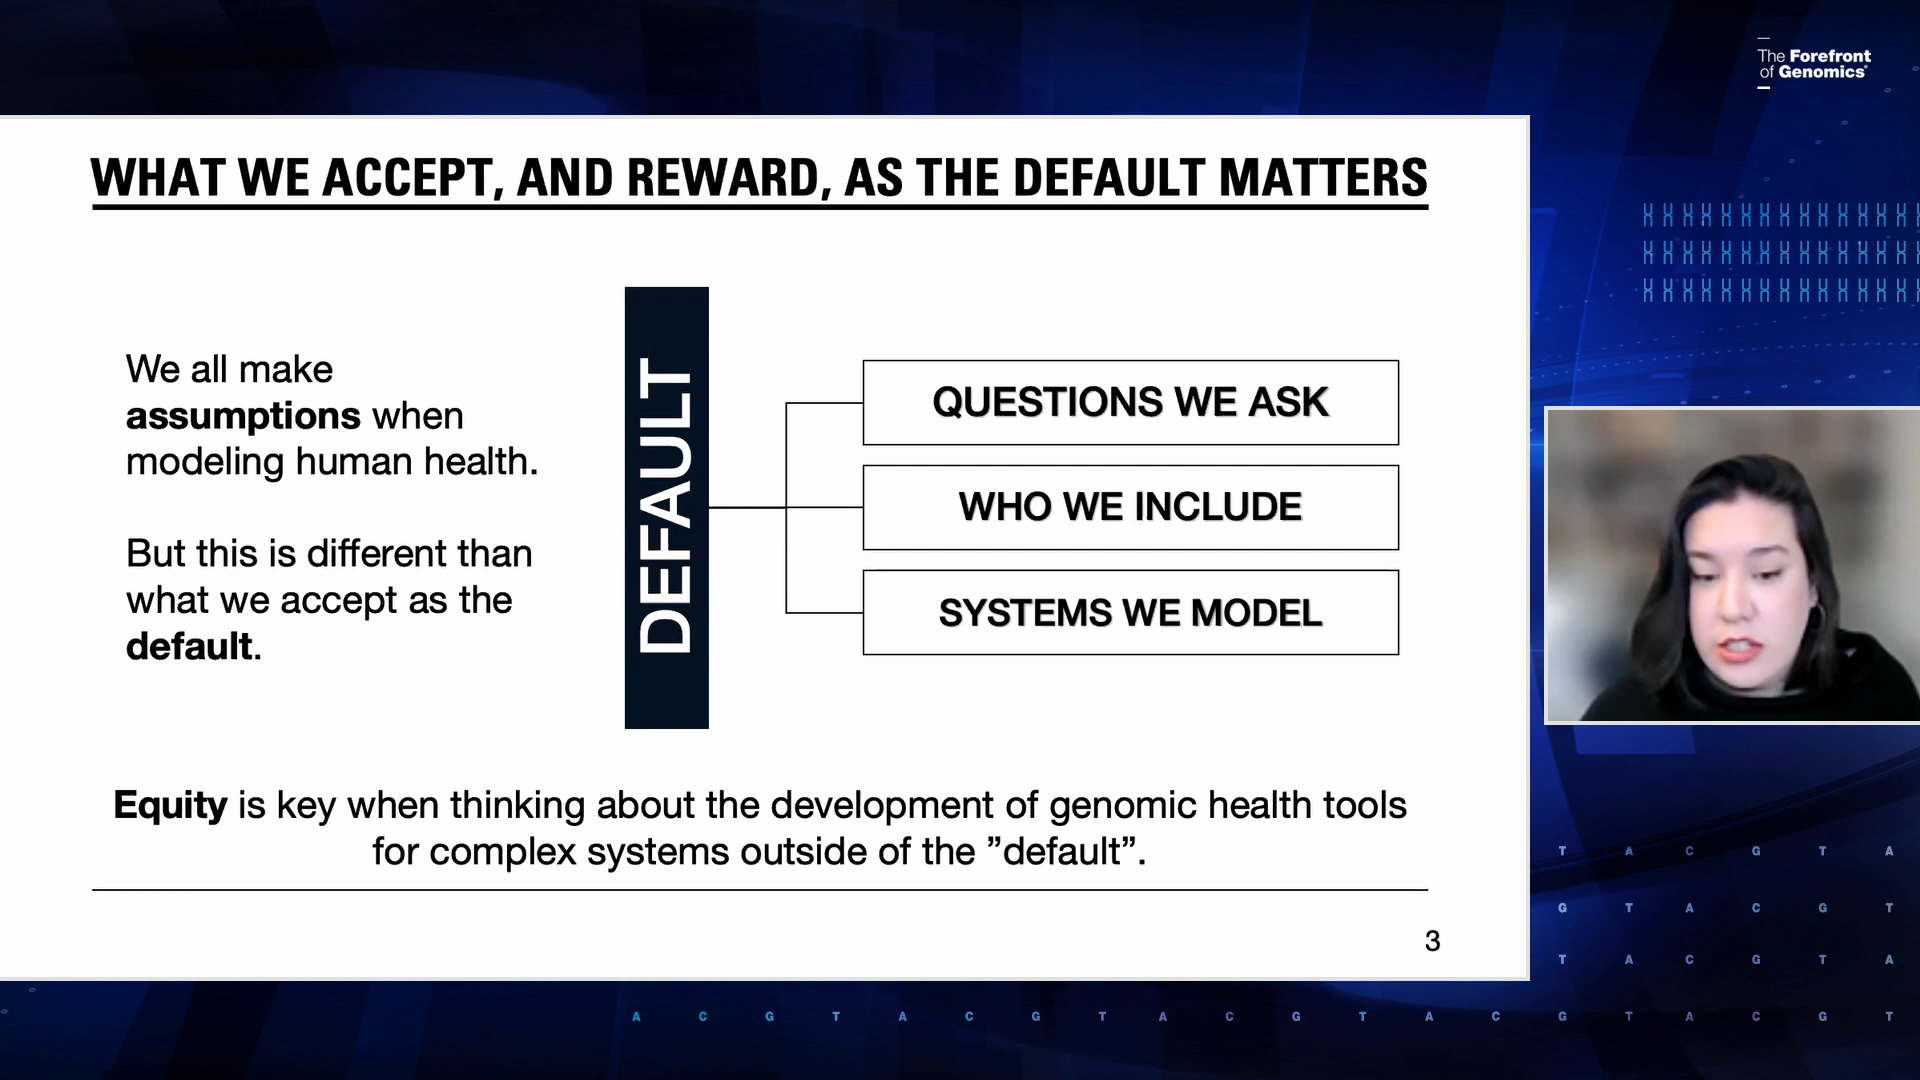 The Forefront
of Genomics®
WHAT WE ACCEPT, AND REWARD, AS THE DEFAULT MATTERS
We all make
assumptions when
modeling human health.
But this is different than
what we accept as the
default.
DEFAULT
QUESTIONS WE ASK
WHO WE INCLUDE
SYSTEMS WE MODEL
Equity is key when thinking about the development of genomic health tools
for complex systems outside of the ”default”.
3
T A C G T A
G T A C G T
T A C G T A
A C G T A C G T A C G T A C G T A C G T